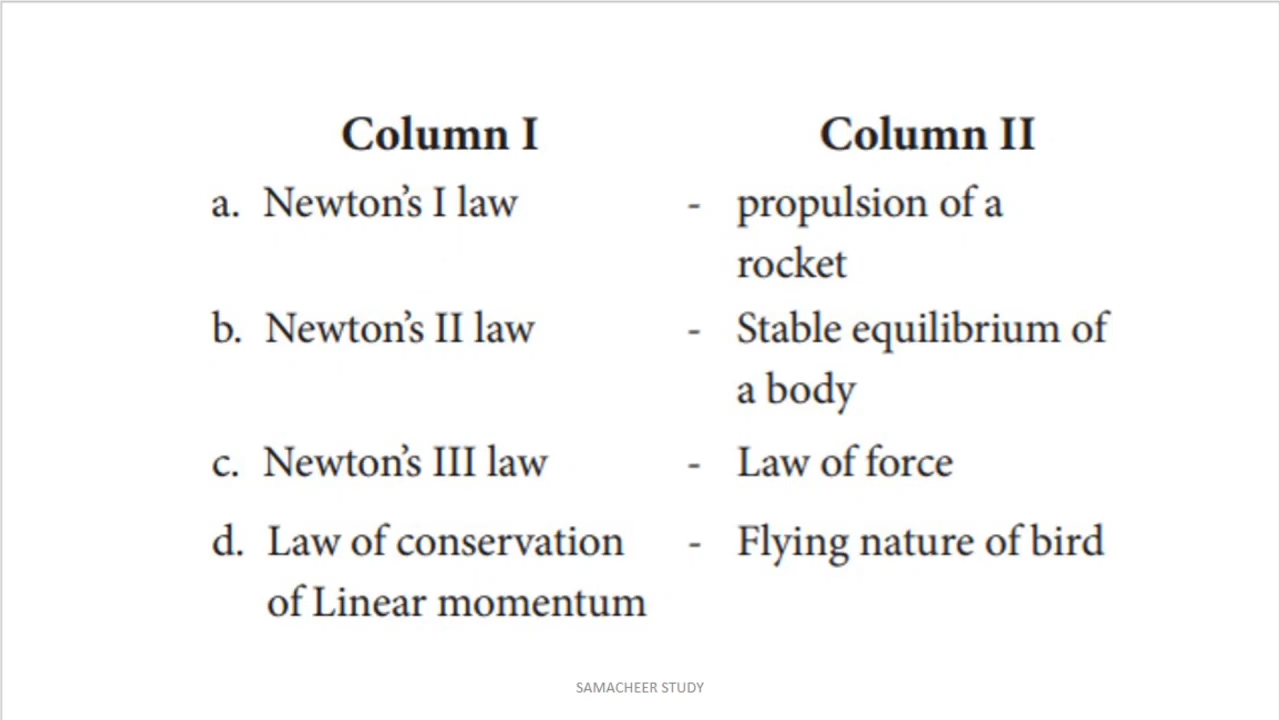 Column I Column II
a. Newton's I law - propulsion of a
rocket
b. Newton's II law - Stable equilibrium of
a body
c. Newton's III law - Law of force
d. Law of conservation - Flying nature of bird
of Linear momentum
SAMACHEER STUDY